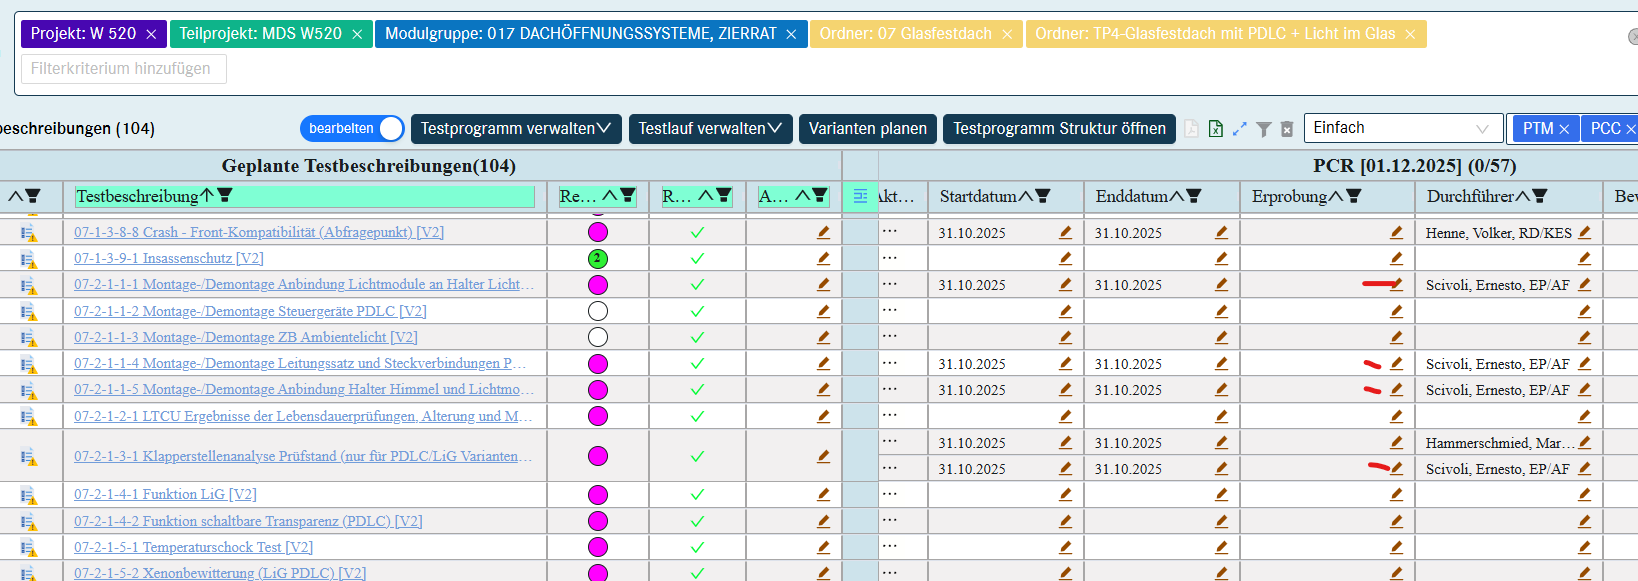 Projekt: W 520 × Teilprojekt: MDS W520 × Modulgruppe: 017 DACHÖFFNUNGSSYSTEME, ZIERRAT × Ordner: 07 Glasfestdach × Ordner: TP4-Glasfestdach mit PDLC + Licht im Glas ×
Filterkriterium hinzufügen
beschreibungen (104) bearbeiten Testprogramm verwalten Testlauf verwalten Varianten planen Testprogramm Struktur öffnen Einfach PTM × PCC ×
Geplante Testbeschreibungen(104) PCR [01.12.2025] (0/57)
Testbeschreibung Re... R... A... Akt... Startdatum Enddatum Erprobung Durchführer Bev
07-1-3-8-8 Crash - Front-Kompatibilität (Abfragepunkt) [V2] ... 31.10.2025 31.10.2025 Henne, Volker, RD/KES
07-1-3-9-1 Insassenschutz [V2] 2 ...
07-2-1-1-1 Montage-/Demontage Anbindung Lichtmodule an Halter Licht... ... 31.10.2025 31.10.2025 Scivoli, Ernesto, EP/AF
07-2-1-1-2 Montage-/Demontage Steuergeräte PDLC [V2] ...
07-2-1-1-3 Montage-/Demontage ZB Ambientelicht [V2] ...
07-2-1-1-4 Montage-/Demontage Leitungssatz und Steckverbindungen P... ... 31.10.2025 31.10.2025 Scivoli, Ernesto, EP/AF
07-2-1-1-5 Montage-/Demontage Anbindung Halter Himmel und Lichtmo... ... 31.10.2025 31.10.2025 Scivoli, Ernesto, EP/AF
07-2-1-2-1 LTCU Ergebnisse der Lebensdauerprüfungen, Alterung und M... ...
... 31.10.2025 31.10.2025 Hammerschmied, Mar...
07-2-1-3-1 Klapperstellenanalyse Prüfstand (nur für PDLC/LiG Varianten...
... 31.10.2025 31.10.2025 Scivoli, Ernesto, EP/AF
07-2-1-4-1 Funktion LiG [V2] ...
07-2-1-4-2 Funktion schaltbare Transparenz (PDLC) [V2] ...
07-2-1-5-1 Temperaturschock Test [V2] ...
07-2-1-5-2 Xenonbewitterung (LiG PDLC) [V2] ...